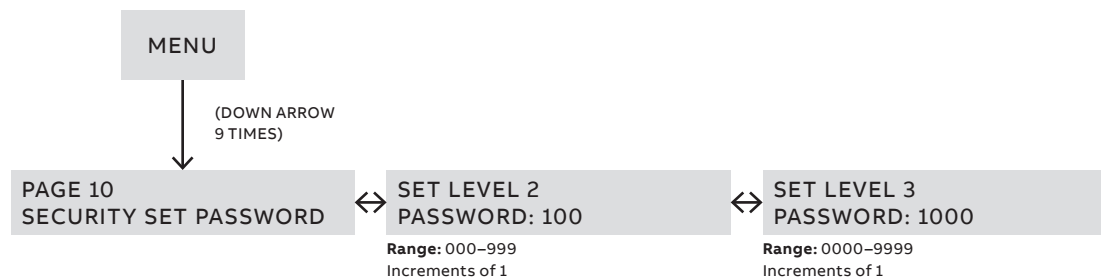 MENU
(DOWN ARROW
9 TIMES)
PAGE 10
SECURITY SET PASSWORD
SET LEVEL 2
PASSWORD: 100
Range: 000–999
Increments of 1
SET LEVEL 3
PASSWORD: 1000
Range: 0000–9999
Increments of 1